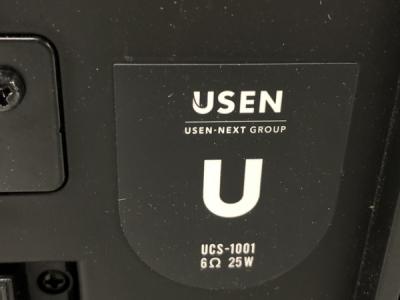 USEN
USEN-NEXT GROUP
U
UCS-1001
6Ω 25W